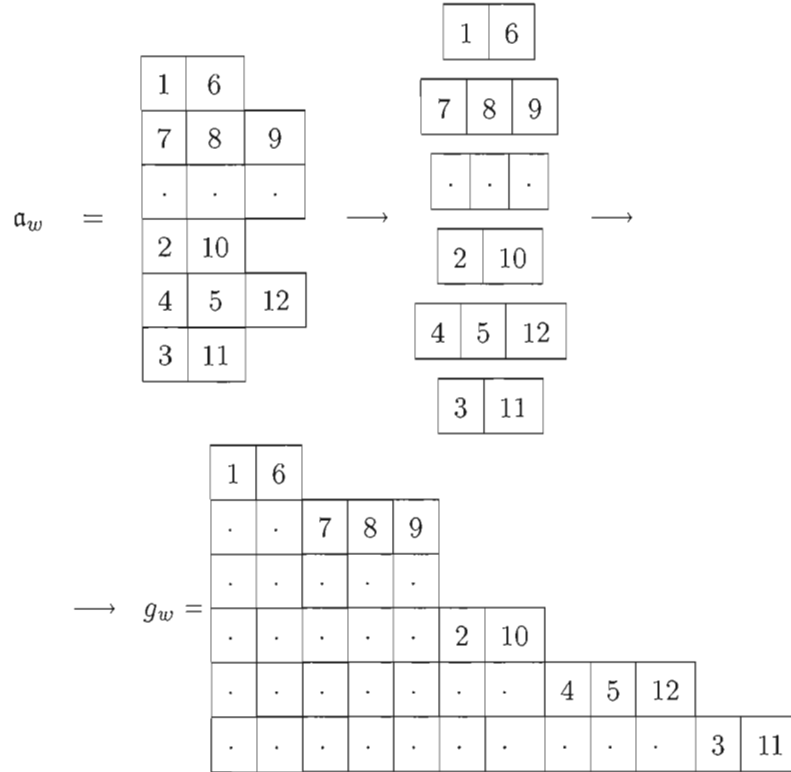 1 6
7 8 9
. . .
2 10
4 5 12
3 11
𝔞_w =
⟶
1 6
7 8 9
. . .
2 10
4 5 12
3 11
⟶
⟶ g_w =
1 6
. . 7 8 9
. . . . .
. . . . . 2 10
. . . . . . . 4 5 12
. . . . . . . . . . 3 11